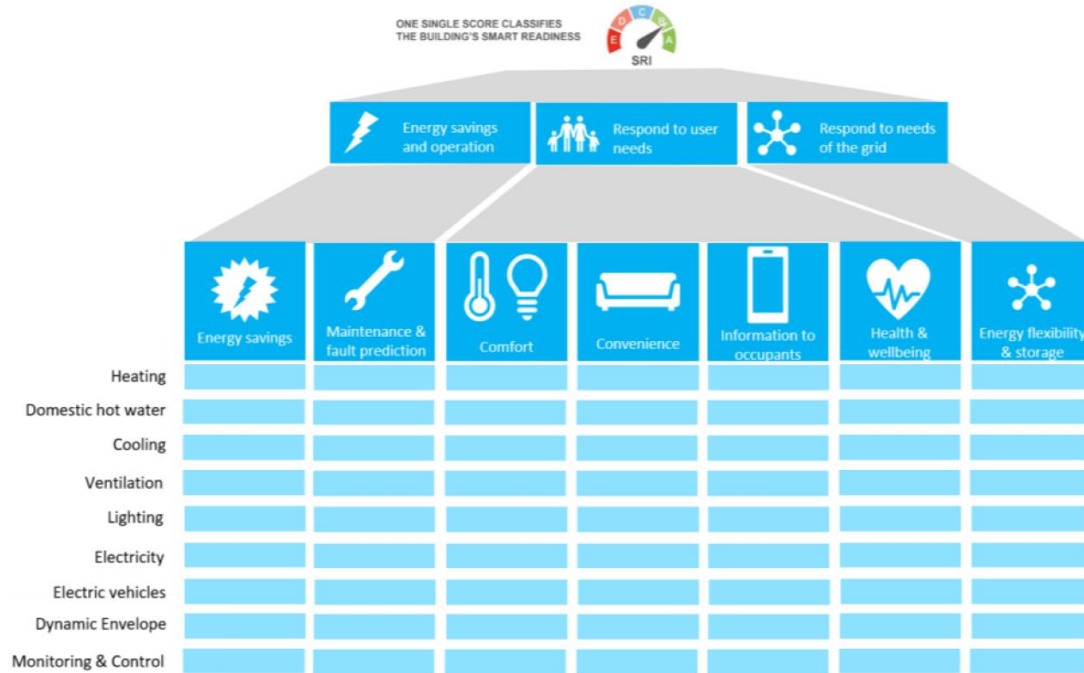 ONE SINGLE SCORE CLASSIFIES
THE BUILDING'S SMART READINESS
E
D
C
B
A
SRI
Energy savings
and operation
Respond to user
needs
Respond to needs
of the grid
Energy savings
Maintenance &
fault prediction
Comfort
Convenience
Information to
occupants
Health &
wellbeing
Energy flexibility
& storage
Heating
Domestic hot water
Cooling
Ventilation
Lighting
Electricity
Electric vehicles
Dynamic Envelope
Monitoring & Control